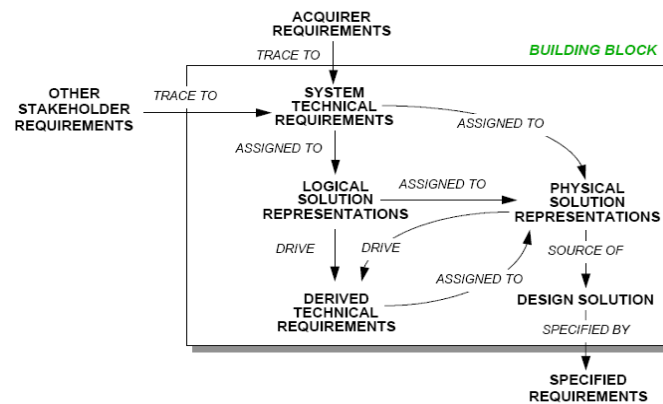 ACQUIRER
REQUIREMENTS
TRACE TO
BUILDING BLOCK
OTHER
STAKEHOLDER
REQUIREMENTS
TRACE TO
SYSTEM
TECHNICAL
REQUIREMENTS
ASSIGNED TO
ASSIGNED TO
LOGICAL
SOLUTION
REPRESENTATIONS
ASSIGNED TO
PHYSICAL
SOLUTION
REPRESENTATIONS
DRIVE
DRIVE
SOURCE OF
ASSIGNED TO
DERIVED
TECHNICAL
REQUIREMENTS
DESIGN SOLUTION
SPECIFIED BY
SPECIFIED
REQUIREMENTS